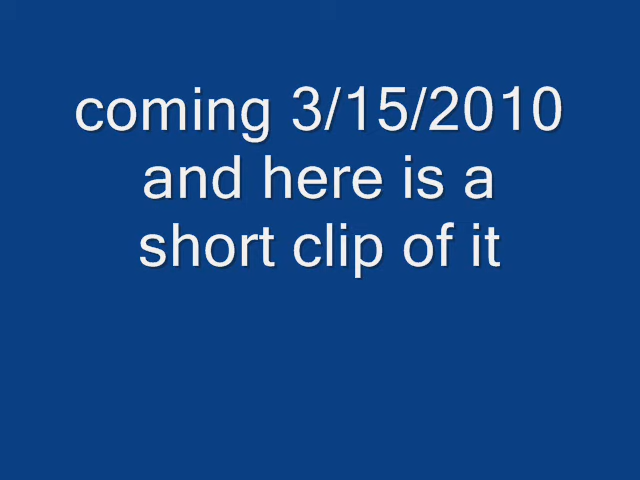 coming 3/15/2010
and here is a
short clip of it